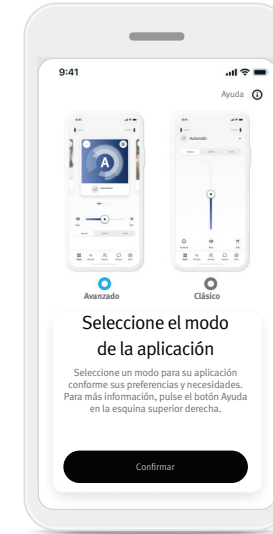 9:41
Ayuda
Automatic
A
Avanzado
Clásico
Seleccione el modo
de la aplicación
Seleccione un modo para su aplicación
conforme sus preferencias y necesidades.
Para más información, pulse el botón Ayuda
en la esquina superior derecha.
Confirmar